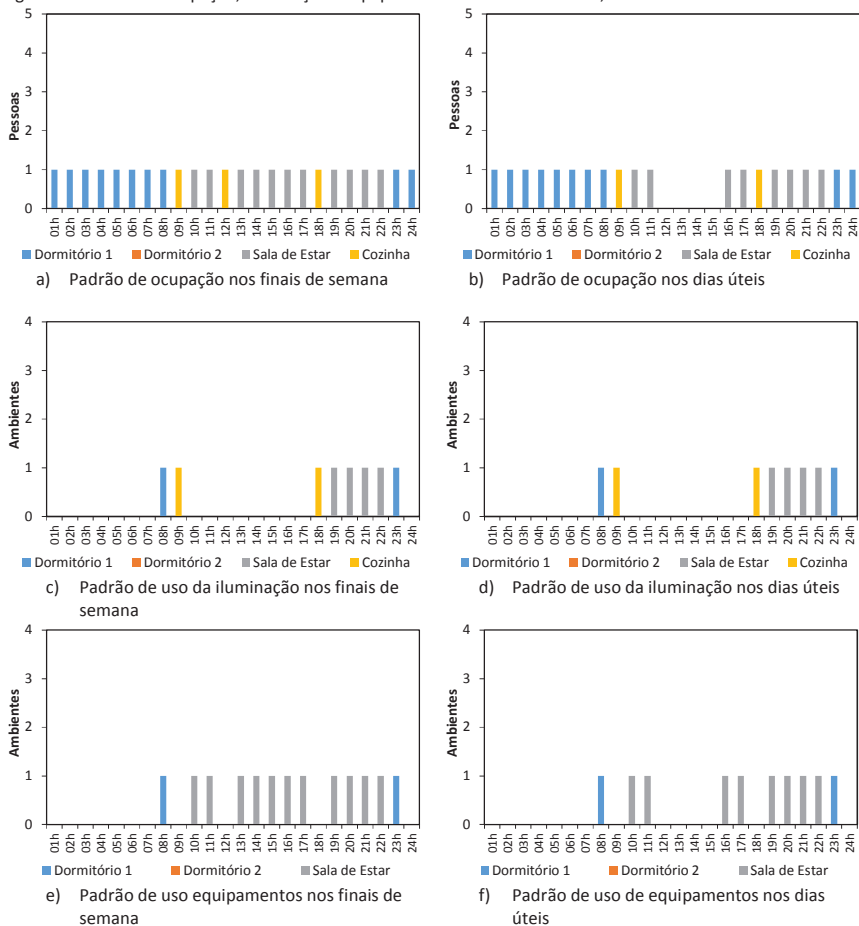 5
4
3
2
1
0
Pessoas
01h 02h 03h 04h 05h 06h 07h 08h 09h 10h 11h 12h 13h 14h 15h 16h 17h 18h 19h 20h 21h 22h 23h 24h
Dormitório 1 Dormitório 2 Sala de Estar Cozinha
a) Padrão de ocupação nos finais de semana
5
4
3
2
1
0
Pessoas
01h 02h 03h 04h 05h 06h 07h 08h 09h 10h 11h 12h 13h 14h 15h 16h 17h 18h 19h 20h 21h 22h 23h 24h
Dormitório 1 Dormitório 2 Sala de Estar Cozinha
b) Padrão de ocupação nos dias úteis
4
3
2
1
0
Ambientes
01h 02h 03h 04h 05h 06h 07h 08h 09h 10h 11h 12h 13h 14h 15h 16h 17h 18h 19h 20h 21h 22h 23h 24h
Dormitório 1 Dormitório 2 Sala de Estar Cozinha
c) Padrão de uso da iluminação nos finais de
semana
4
3
2
1
0
Ambientes
01h 02h 03h 04h 05h 06h 07h 08h 09h 10h 11h 12h 13h 14h 15h 16h 17h 18h 19h 20h 21h 22h 23h 24h
Dormitório 1 Dormitório 2 Sala de Estar Cozinha
d) Padrão de uso da iluminação nos dias úteis
4
3
2
1
0
Ambientes
01h 02h 03h 04h 05h 06h 07h 08h 09h 10h 11h 12h 13h 14h 15h 16h 17h 18h 19h 20h 21h 22h 23h 24h
Dormitório 1 Dormitório 2 Sala de Estar
e) Padrão de uso equipamentos nos finais de
semana
4
3
2
1
0
Ambientes
01h 02h 03h 04h 05h 06h 07h 08h 09h 10h 11h 12h 13h 14h 15h 16h 17h 18h 19h 20h 21h 22h 23h 24h
Dormitório 1 Dormitório 2 Sala de Estar
f) Padrão de uso de equipamentos nos dias
úteis